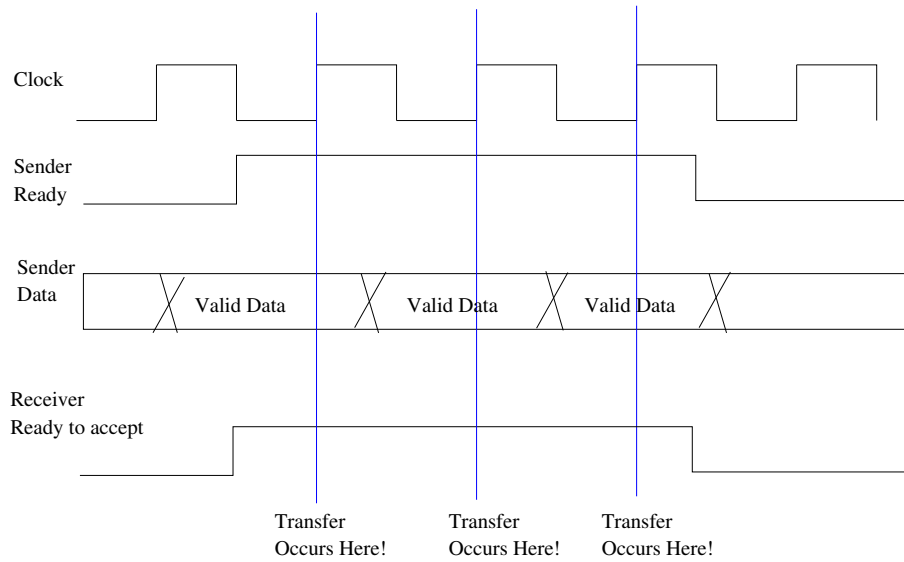 Clock
Sender
Ready
Sender
Data
Valid Data
Valid Data
Valid Data
Receiver
Ready to accept
Transfer
Occurs Here!
Transfer
Occurs Here!
Transfer
Occurs Here!